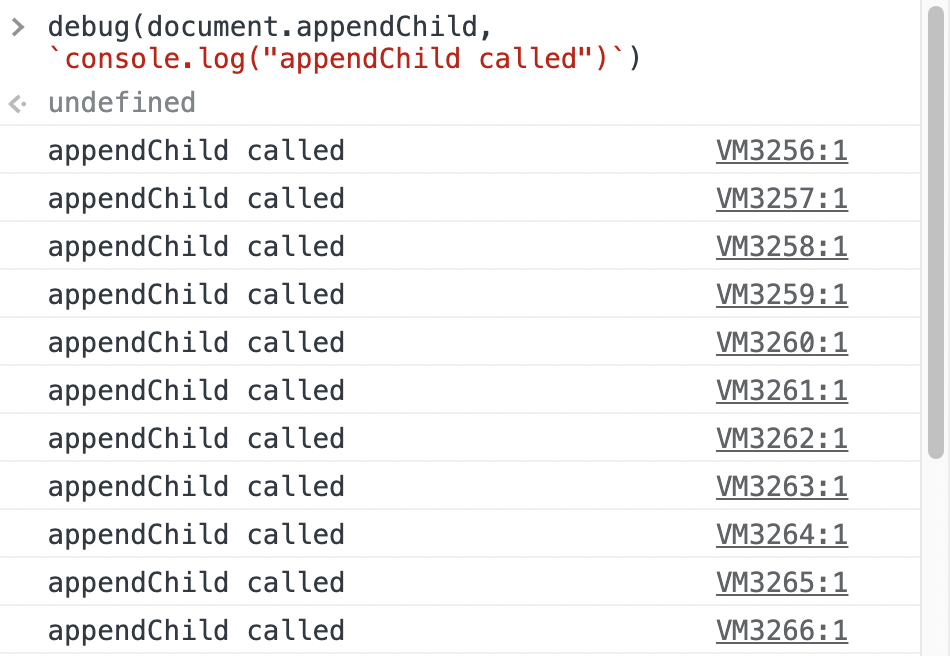 > debug(document.appendChild,
`console.log("appendChild called")`)
undefined
appendChild called VM3256:1
appendChild called VM3257:1
appendChild called VM3258:1
appendChild called VM3259:1
appendChild called VM3260:1
appendChild called VM3261:1
appendChild called VM3262:1
appendChild called VM3263:1
appendChild called VM3264:1
appendChild called VM3265:1
appendChild called VM3266:1